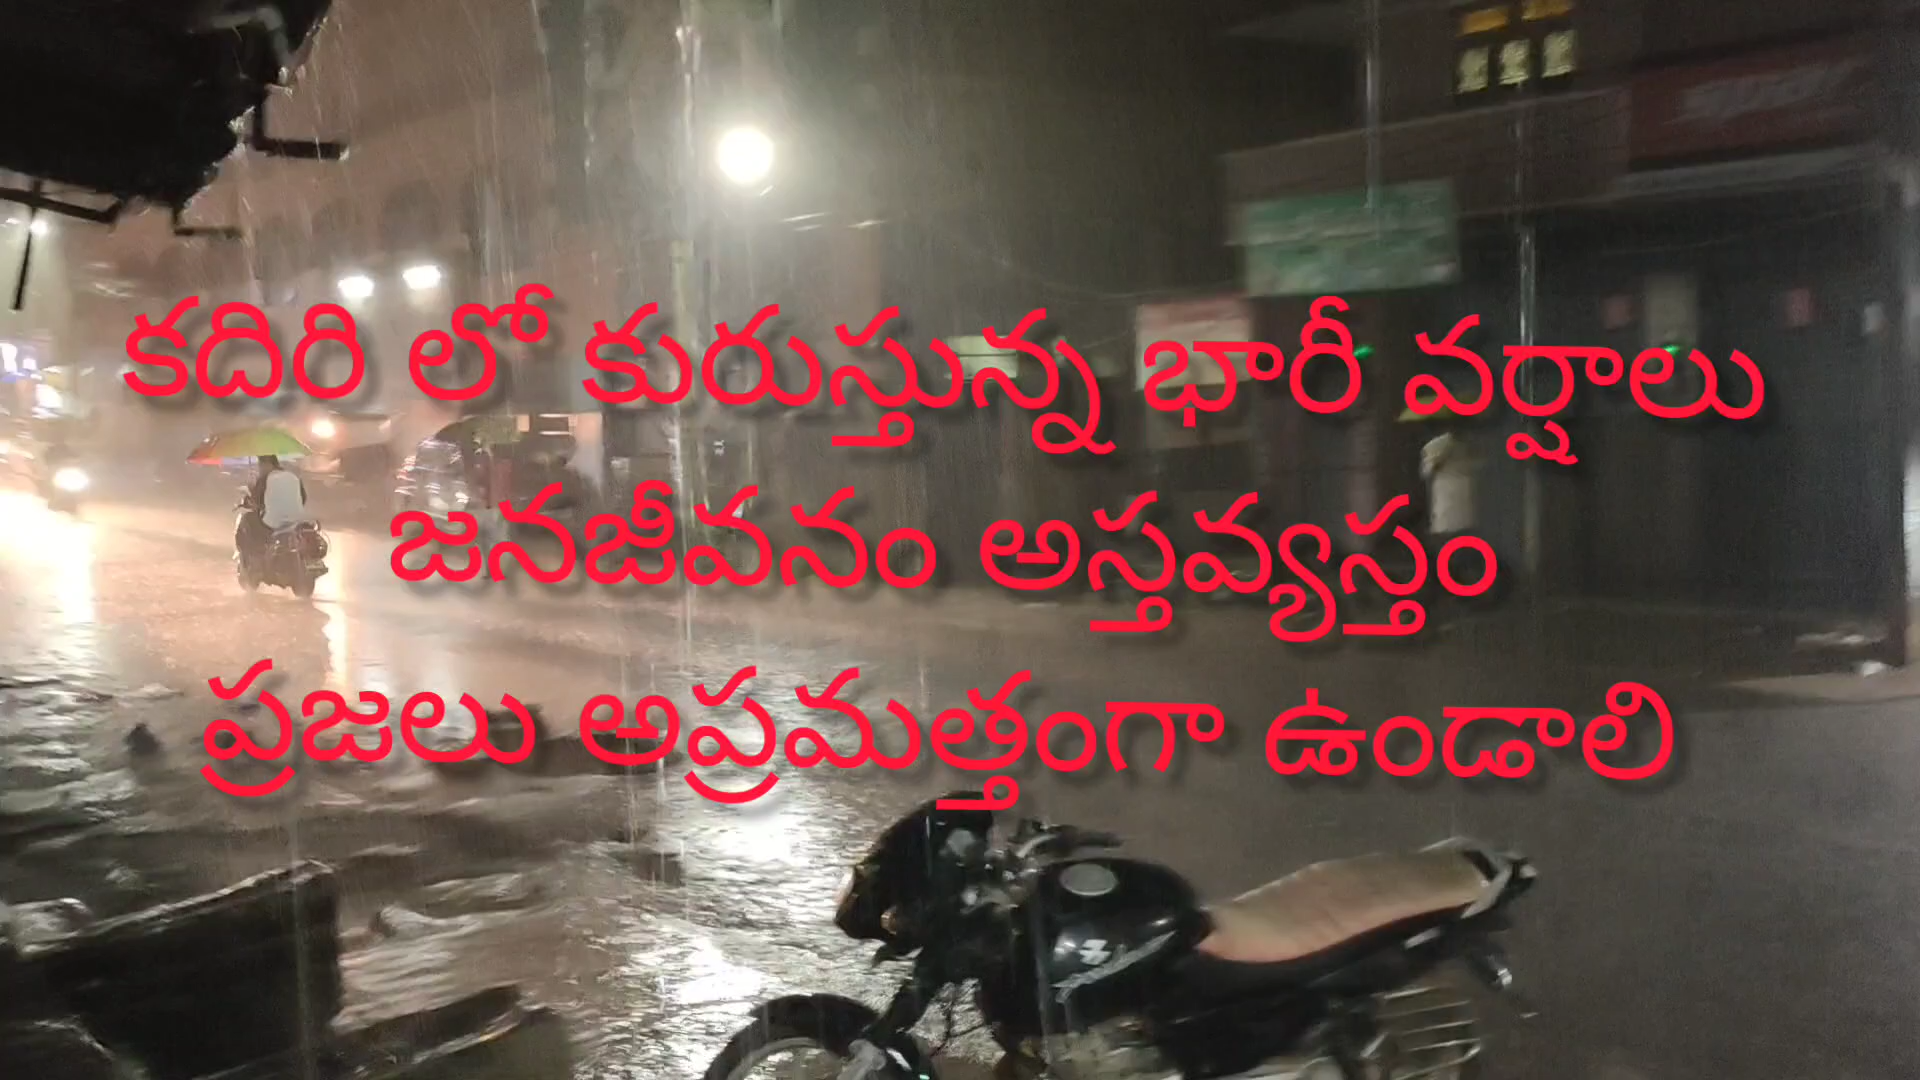 కదిరి లో కురుస్తున్న భారీ వర్షాలు
జనజీవనం అస్తవ్యస్తం
ప్రజలు అప్రమత్తంగా ఉండాలి